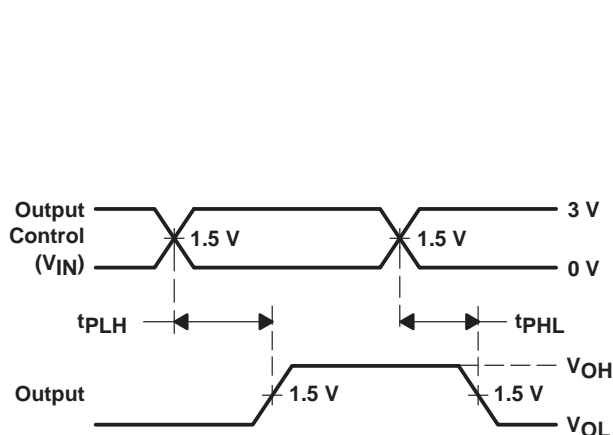 Output
Control
(VIN)
1.5 V
1.5 V
3 V
0 V
tPLH
tPHL
Output
1.5 V
1.5 V
VOH
VOL